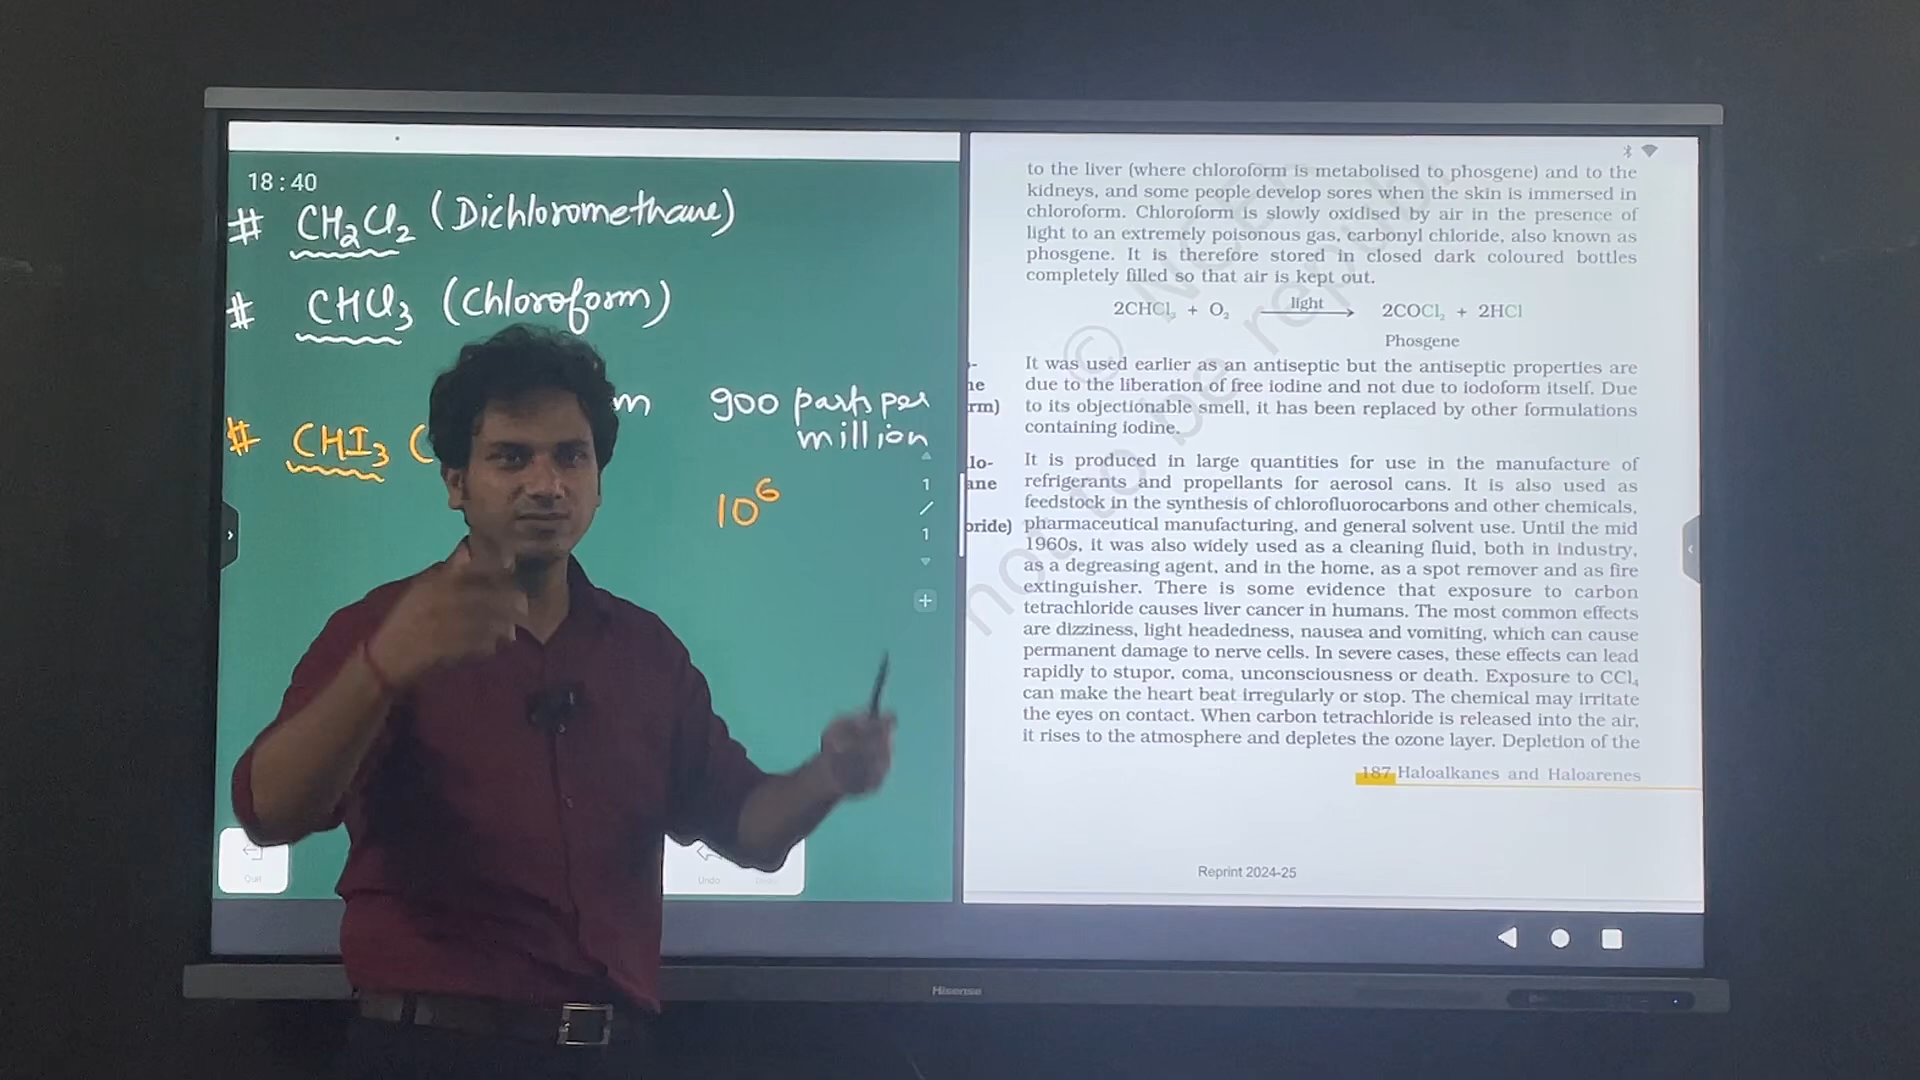 18:40
# CH2Cl2 (Dichloromethane)
# CHCl3 (Chloroform)
m 900 parts per
million
# CHI3 (
10^6
1
/
1
+
Quit
Undo
to the liver (where chloroform is metabolised to phosgene) and to the
kidneys, and some people develop sores when the skin is immersed in
chloroform. Chloroform is slowly oxidised by air in the presence of
light to an extremely poisonous gas, carbonyl chloride, also known as
phosgene. It is therefore stored in closed dark coloured bottles
completely filled so that air is kept out.
2CHCl3 + O2 light → 2COCl2 + 2HCl
Phosgene
It was used earlier as an antiseptic but the antiseptic properties are
ne due to the liberation of free iodine and not due to iodoform itself. Due
rm) to its objectionable smell, it has been replaced by other formulations
containing iodine.
lo- It is produced in large quantities for use in the manufacture of
ane refrigerants and propellants for aerosol cans. It is also used as
feedstock in the synthesis of chlorofluorocarbons and other chemicals,
oride) pharmaceutical manufacturing, and general solvent use. Until the mid
1960s, it was also widely used as a cleaning fluid, both in industry,
as a degreasing agent, and in the home, as a spot remover and as fire
extinguisher. There is some evidence that exposure to carbon
tetrachloride causes liver cancer in humans. The most common effects
are dizziness, light headedness, nausea and vomiting, which can cause
permanent damage to nerve cells. In severe cases, these effects can lead
rapidly to stupor, coma, unconsciousness or death. Exposure to CCl4
can make the heart beat irregularly or stop. The chemical may irritate
the eyes on contact. When carbon tetrachloride is released into the air,
it rises to the atmosphere and depletes the ozone layer. Depletion of the
187 Haloalkanes and Haloarenes
Reprint 2024-25
not to be republ
Hisense